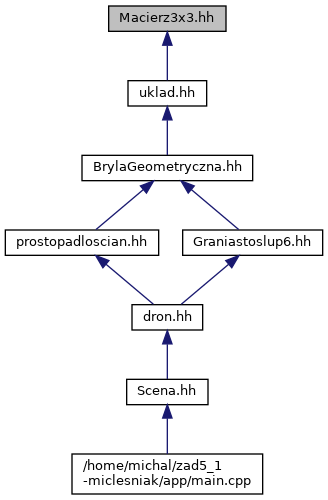 Macierz3x3.hh
uklad.hh
BrylaGeometryczna.hh
prostopadloscian.hh
Graniastoslup6.hh
dron.hh
Scena.hh
/home/michal/zad5_1
-miclesniak/app/main.cpp